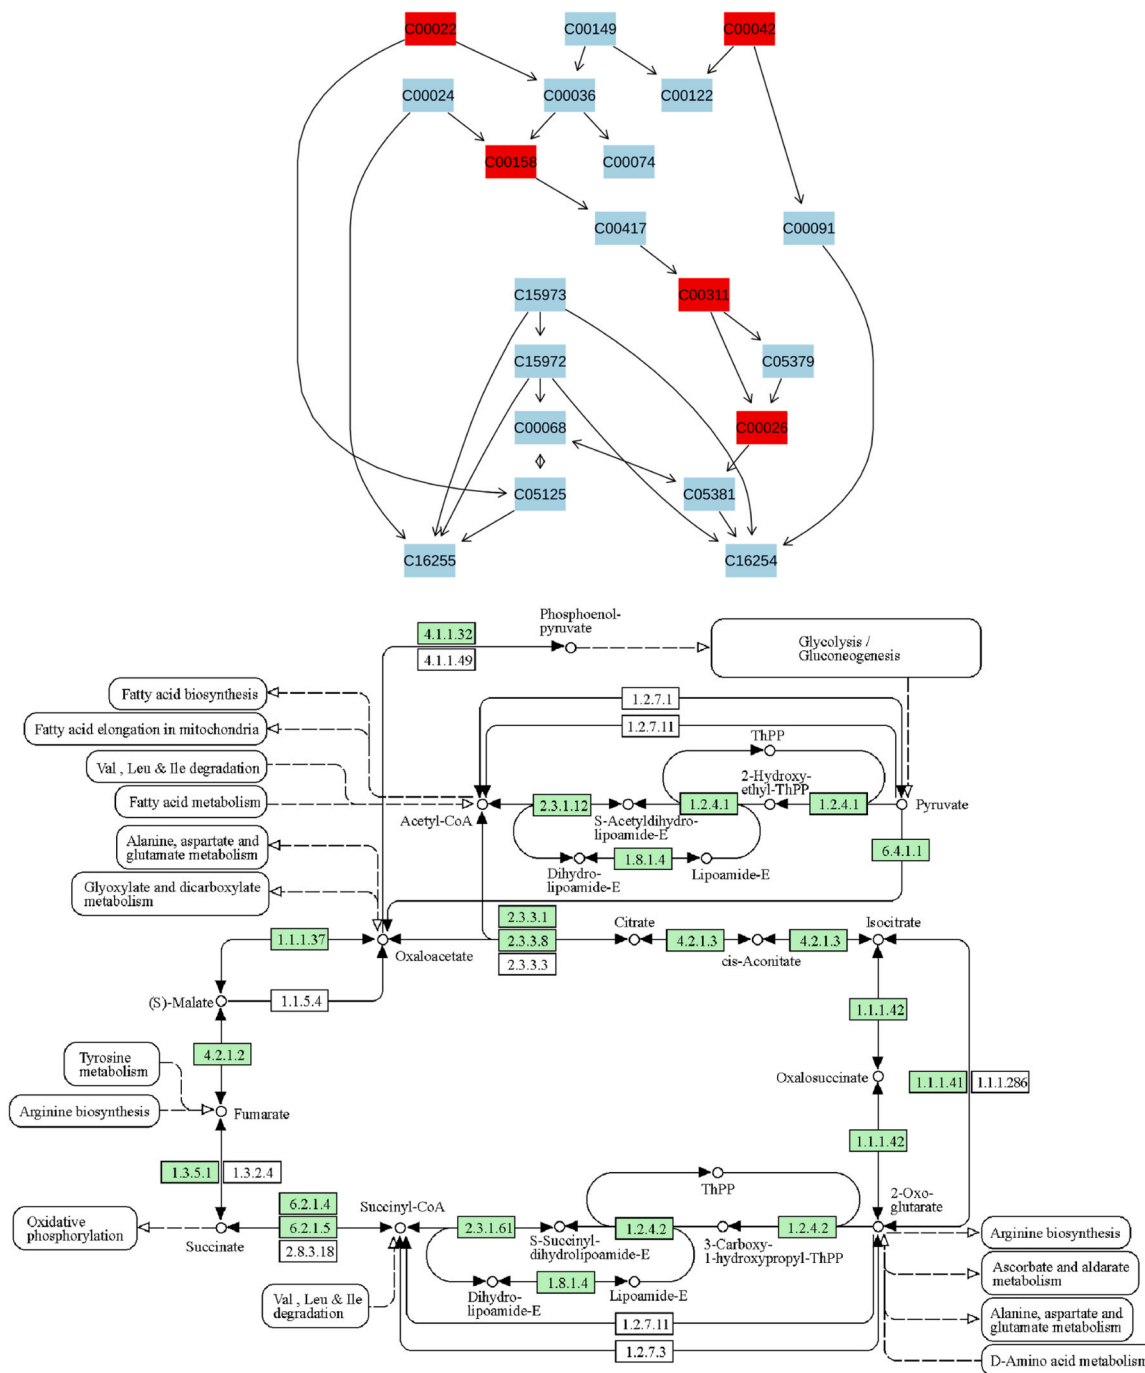 C00022
C00149
C00042
C00024
C00036
C00122
C00158
C00074
C00417
C00091
C15973
C00311
C15972
C05379
C00068
C00026
C05125
C05381
C16255
C16254
Phosphoenol-
pyruvate
4.1.1.32
4.1.1.49
Glycolysis /
Gluconeogenesis
Fatty acid biosynthesis
Fatty acid elongation in mitochondria
Val , Leu & Ile degradation
Fatty acid metabolism
1.2.7.1
1.2.7.11
ThPP
2-Hydroxy-
ethyl-ThPP
Acetyl-CoA
2.3.1.12
S-Acetyldihydro-
lipoamide-E
1.2.4.1
1.2.4.1
Pyruvate
Alanine, aspartate and
glutamate metabolism
Glyoxylate and dicarboxylate
metabolism
Dihydro-
lipoamide-E
1.8.1.4
Lipoamide-E
6.4.1.1
1.1.1.37
Oxaloacetate
2.3.3.1
2.3.3.8
2.3.3.3
Citrate
4.2.1.3
cis-Aconitate
4.2.1.3
Isocitrate
(S)-Malate
1.1.5.4
1.1.1.42
Tyrosine
metabolism
4.2.1.2
Arginine biosynthesis
Fumarate
Oxalosuccinate
1.1.1.41
1.1.1.286
1.1.1.42
1.3.5.1
1.3.2.4
Oxidative
phosphorylation
Succinate
6.2.1.4
6.2.1.5
2.8.3.18
Succinyl-CoA
2.3.1.61
S-Succinyl-
dihydrolipoamide-E
ThPP
1.2.4.2
3-Carboxy-
1-hydroxypropyl-ThPP
1.2.4.2
2-Oxo-
glutarate
Val , Leu & Ile
degradation
Dihydro-
lipoamide-E
1.8.1.4
Lipoamide-E
1.2.7.11
1.2.7.3
Arginine biosynthesis
Ascorbate and aldarate
metabolism
Alanine, aspartate and
glutamate metabolism
D-Amino acid metabolism